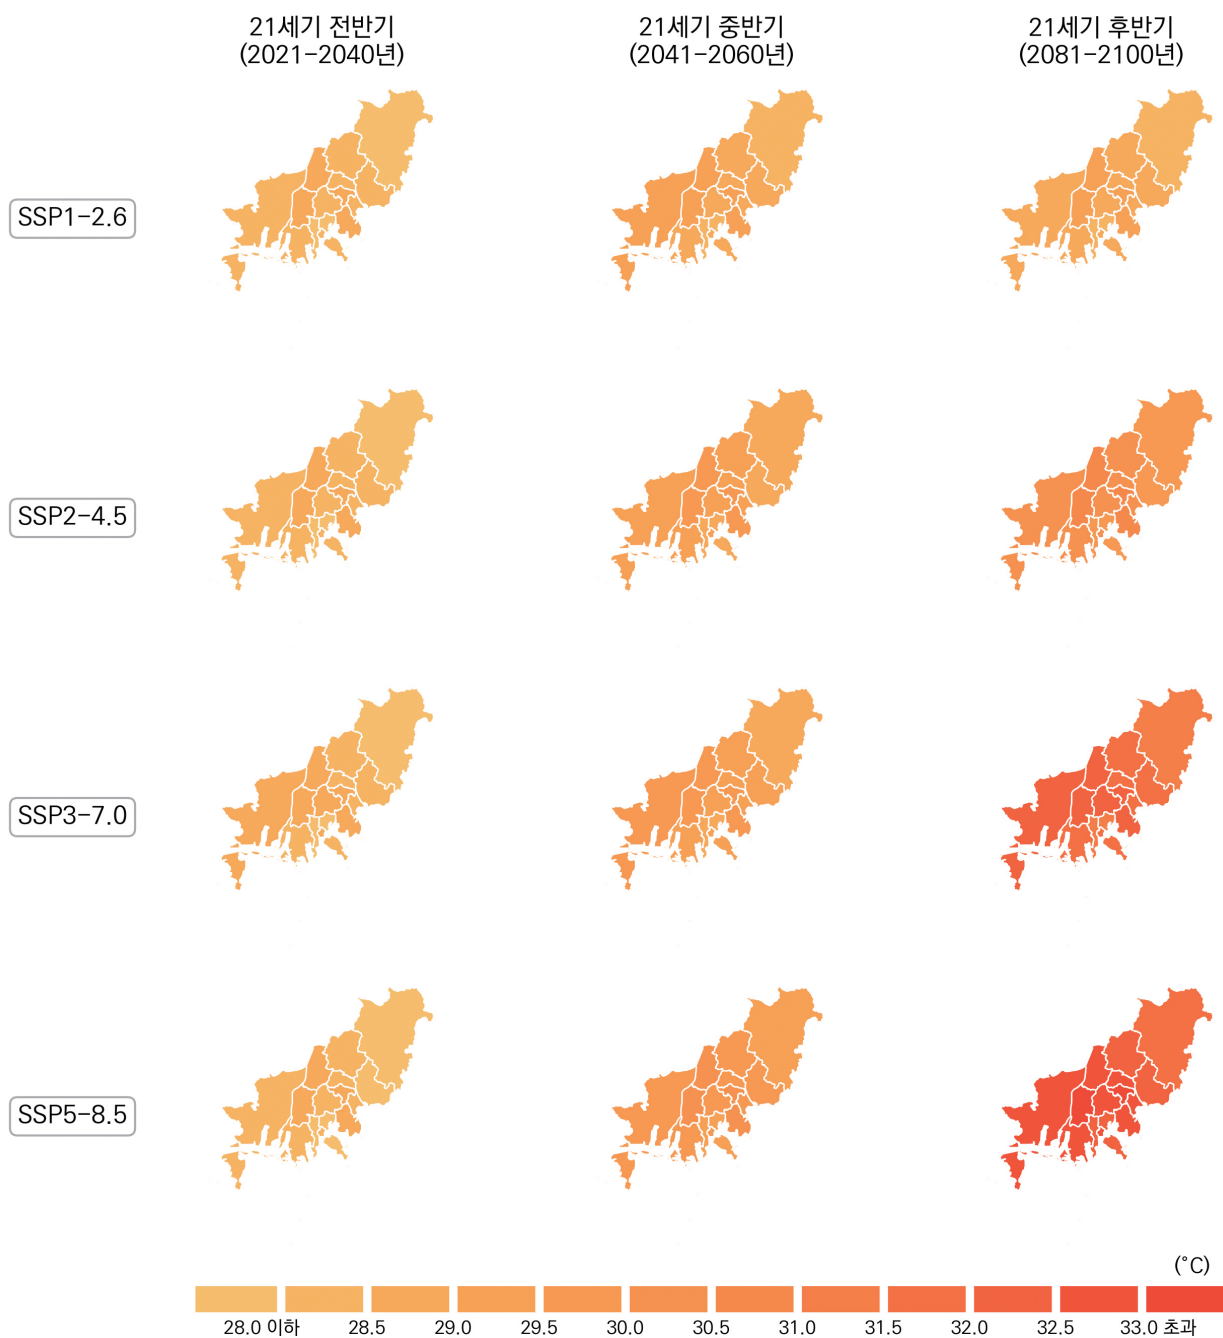 21세기 전반기
(2021-2040년)
21세기 중반기
(2041-2060년)
21세기 후반기
(2081-2100년)
SSP1-2.6
SSP2-4.5
SSP3-7.0
SSP5-8.5
(°C)
28.0 이하
28.5
29.0
29.5
30.0
30.5
31.0
31.5
32.0
32.5
33.0 초과